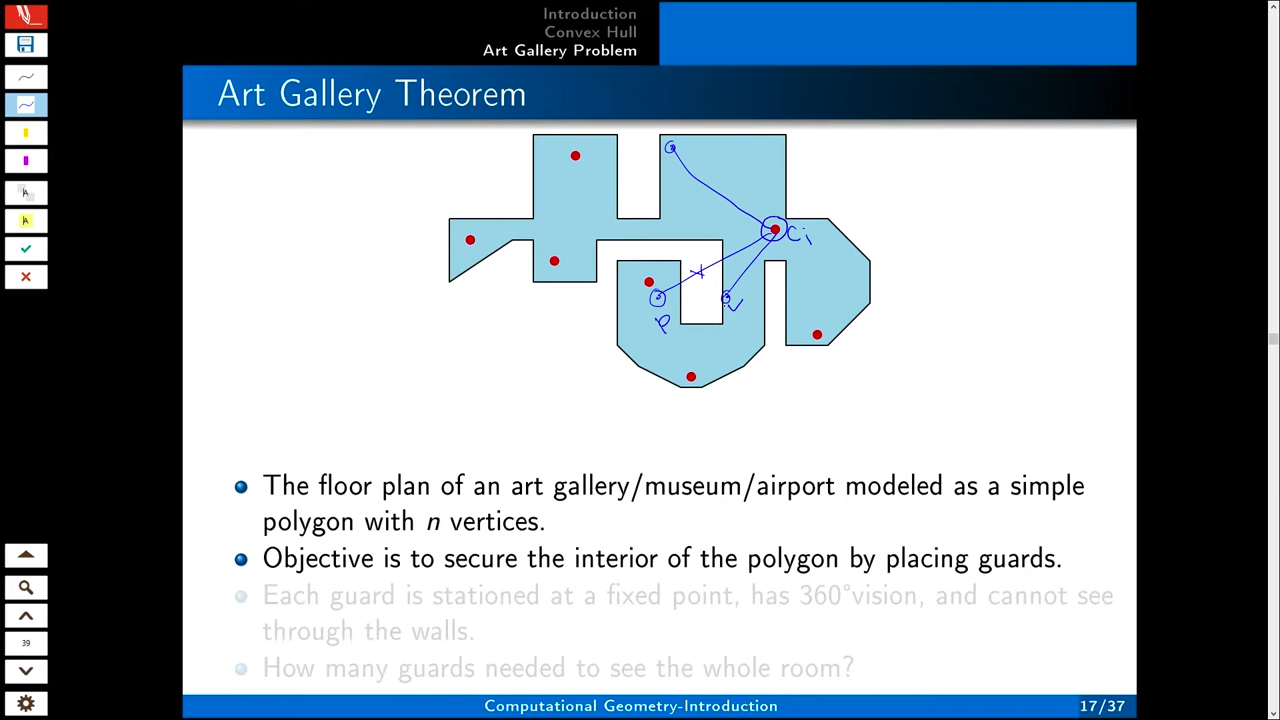 Introduction
Convex Hull
Art Gallery Problem
Art Gallery Theorem
Ci
P
The floor plan of an art gallery/museum/airport modeled as a simple
polygon with n vertices.
Objective is to secure the interior of the polygon by placing guards.
Each guard is stationed at a fixed point, has 360°vision, and cannot see
through the walls.
How many guards needed to see the whole room?
39
Computational Geometry-Introduction
17/37